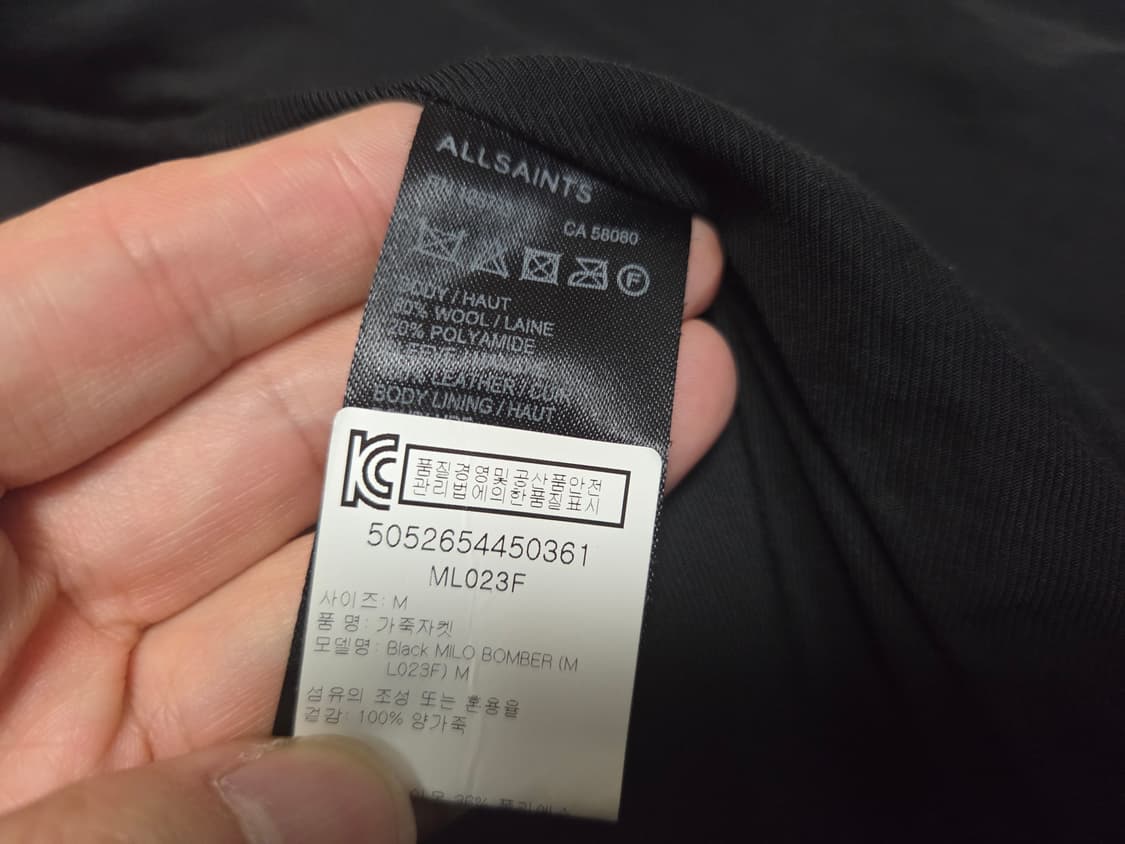 ALLSAINTS
CA 58080
F
BODY / HAUT
80% WOOL / LAINE
20% POLYAMIDE
SLEEVE
LEATHER / CUIR
BODY LINING / HAUT
KC
품질경영및공산품안전
관리법에의한품질표시
5052654450361
ML023F
사이즈: M
품 명: 가죽자켓
모델명: Black MILO BOMBER (M
L023F) M
섬유의 조성 또는 혼용율
겉감: 100% 양가죽